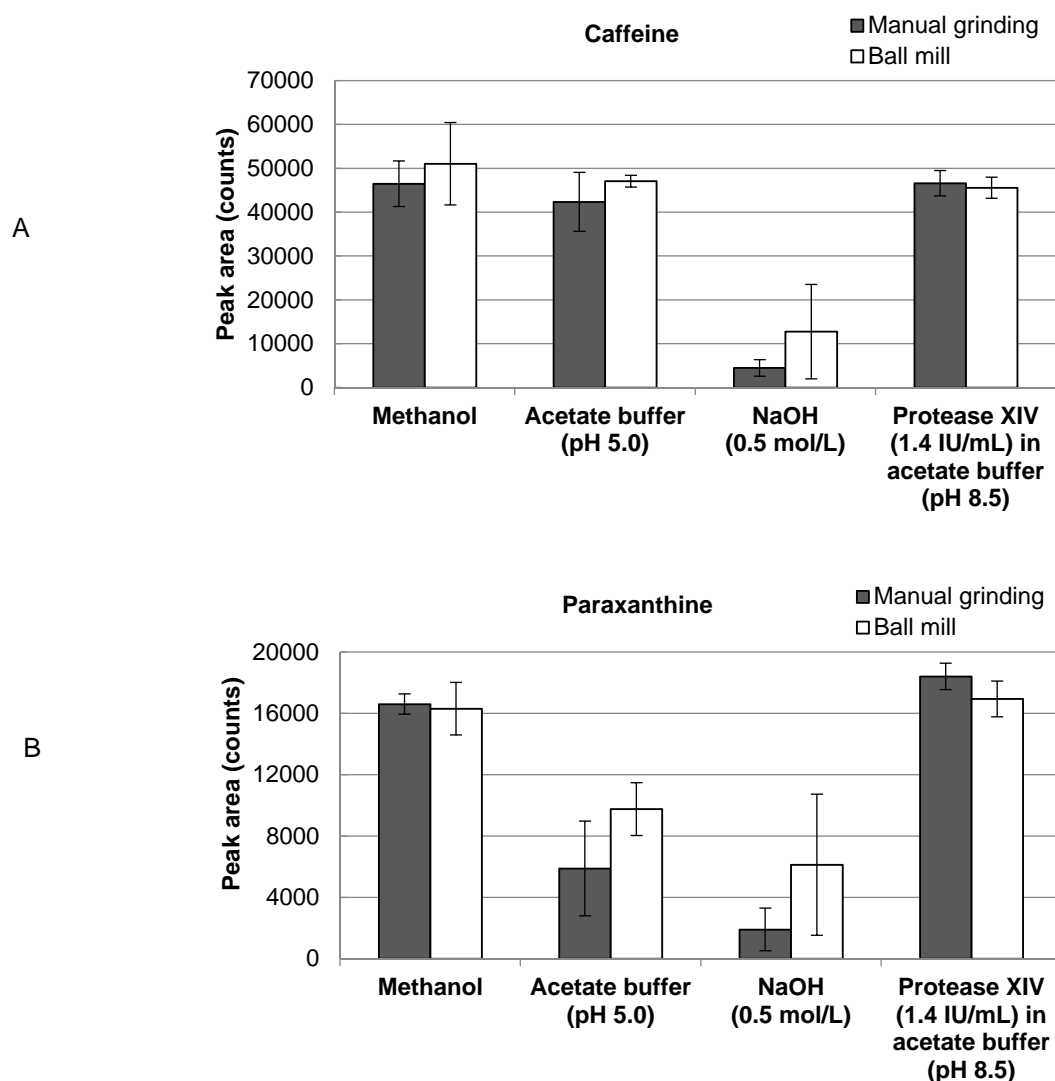 Caffeine
Manual grinding
Ball mill
A
Peak area (counts)
70000
60000
50000
40000
30000
20000
10000
0
Methanol
Acetate buffer
(pH 5.0)
NaOH
(0.5 mol/L)
Protease XIV
(1.4 IU/mL) in
acetate buffer
(pH 8.5)
Paraxanthine
Manual grinding
Ball mill
B
Peak area (counts)
20000
16000
12000
8000
4000
0
Methanol
Acetate buffer
(pH 5.0)
NaOH
(0.5 mol/L)
Protease XIV
(1.4 IU/mL) in
acetate buffer
(pH 8.5)